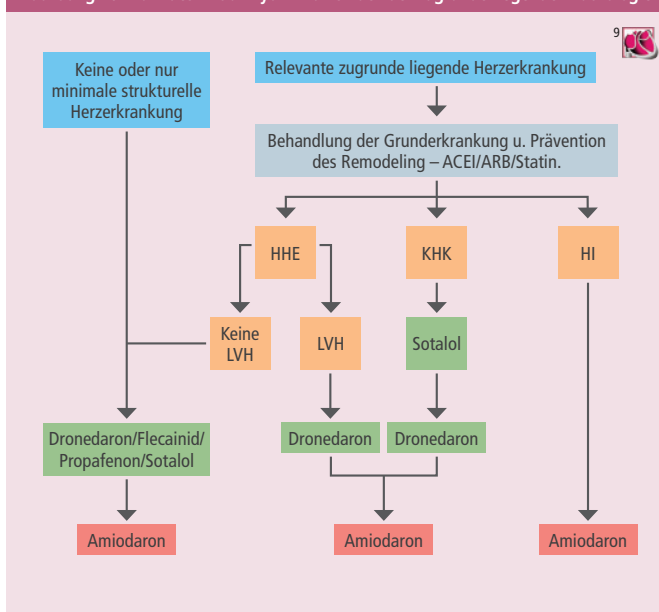 9
Keine oder nur
minimale strukturelle
Herzerkrankung
Relevante zugrunde liegende Herzerkrankung
Behandlung der Grunderkrankung u. Prävention
des Remodeling – ACEI/ARB/Statin.
HHE
KHK
HI
Keine
LVH
LVH
Sotalol
Dronedaron/Flecainid/
Propafenon/Sotalol
Dronedaron
Dronedaron
Amiodaron
Amiodaron
Amiodaron